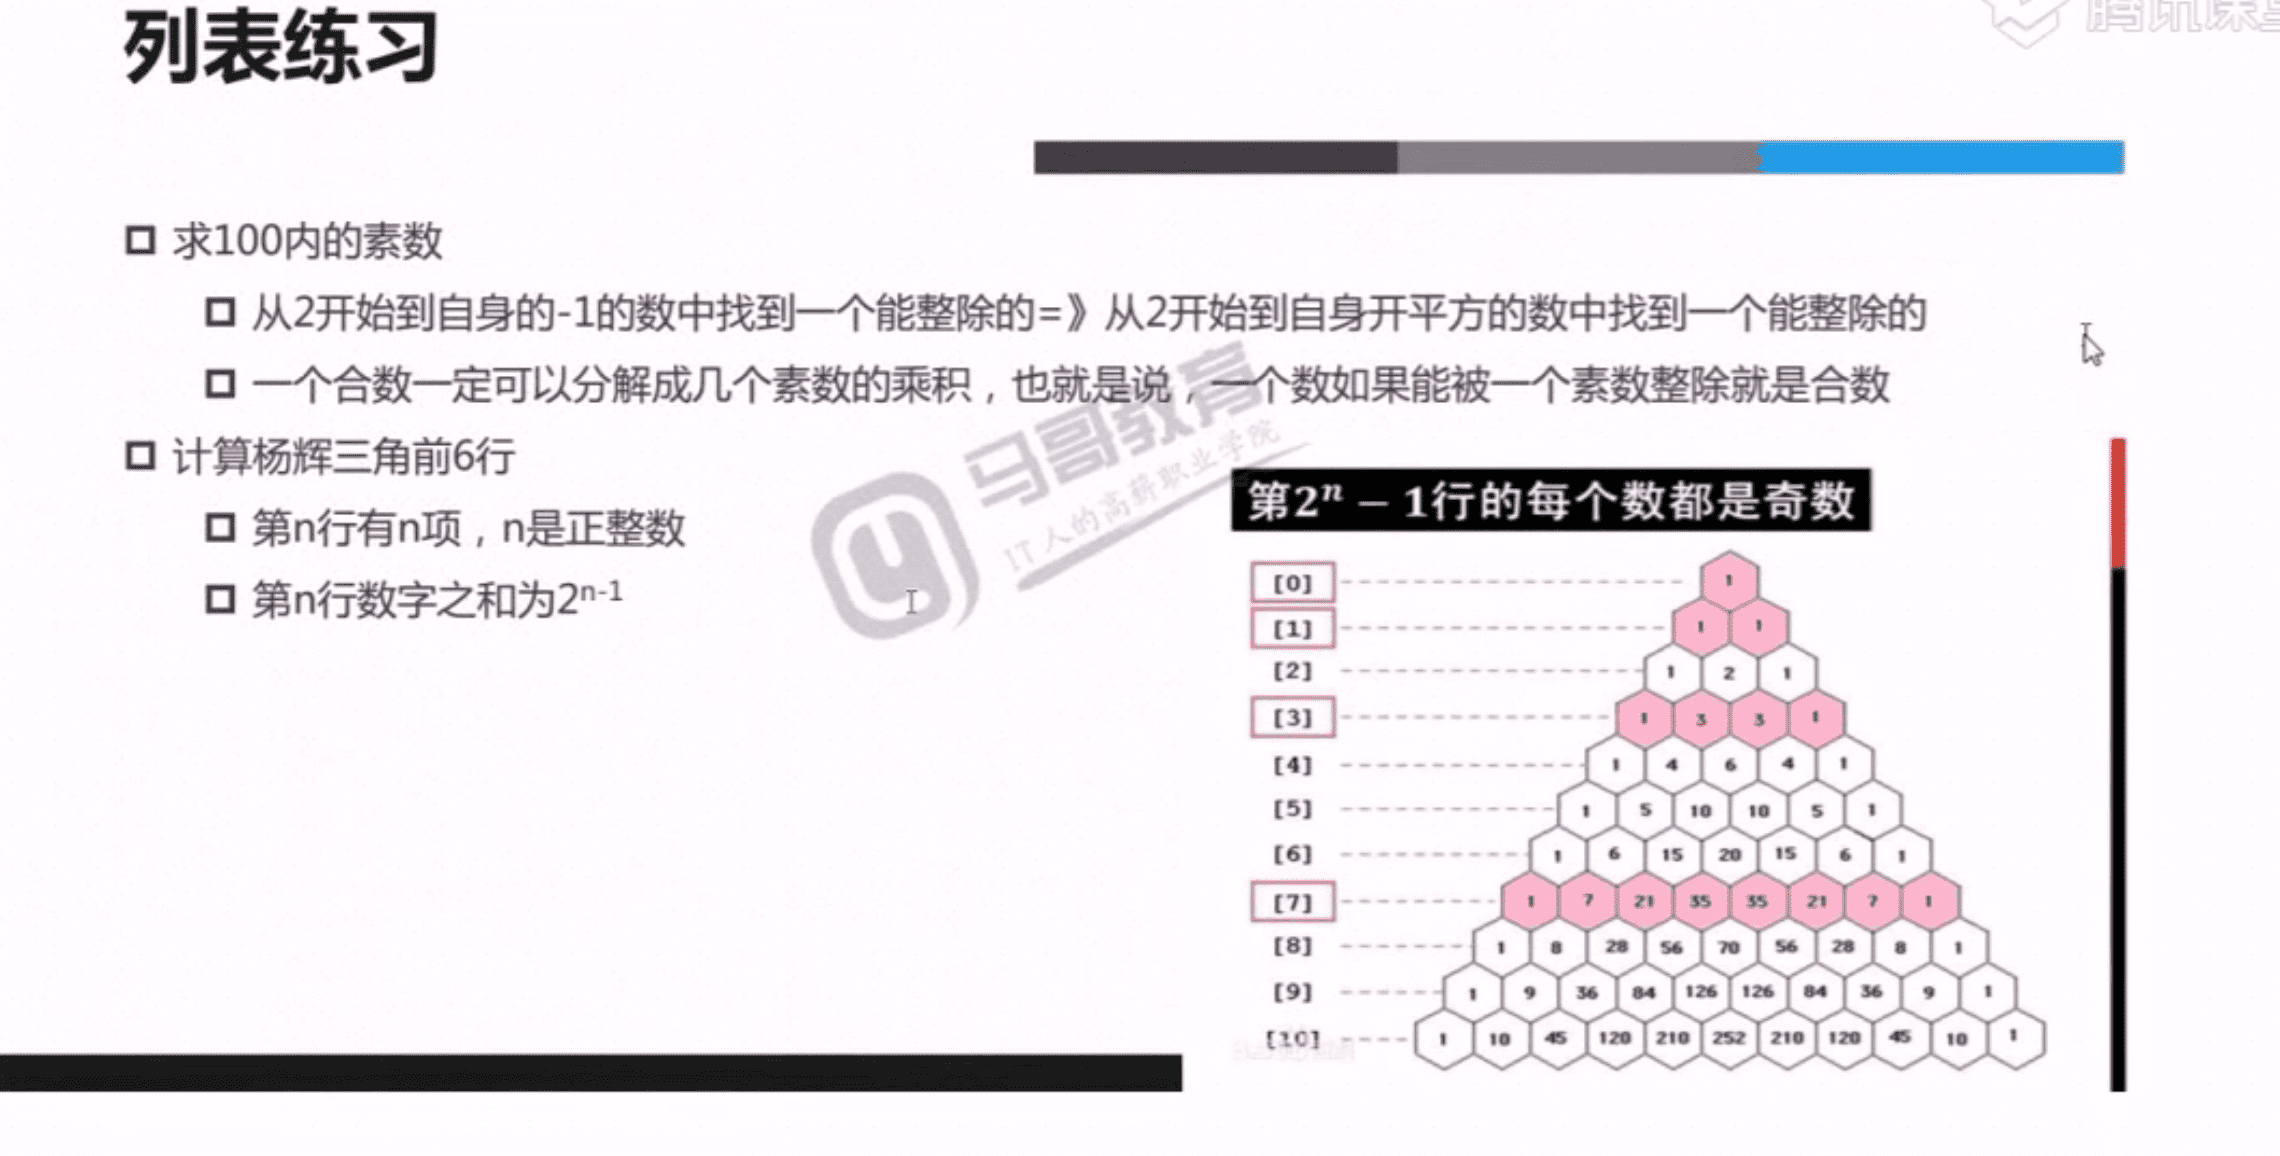 列表练习
求100内的素数
从2开始到自身的-1的数中找到一个能整除的=》从2开始到自身开平方的数中找到一个能整除的
一个合数一定可以分解成几个素数的乘积，也就是说，一个数如果能被一个素数整除就是合数
计算杨辉三角前6行
第n行有n项，n是正整数
第n行数字之和为2ⁿ⁻¹
马哥教育
IT人的高薪职业学院
第2ⁿ − 1行的每个数都是奇数
[0] 1
[1] 1 1
[2] 1 2 1
[3] 1 3 3 1
[4] 1 4 6 4 1
[5] 1 5 10 10 5 1
[6] 1 6 15 20 15 6 1
[7] 1 7 21 35 35 21 7 1
[8] 1 8 28 56 70 56 28 8 1
[9] 1 9 36 84 126 126 84 36 9 1
[10] 1 10 45 120 210 252 210 120 45 10 1